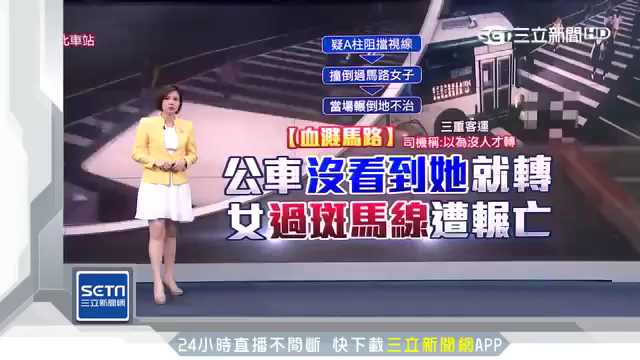 北車站
SETN三立新聞網HD
疑A柱阻擋視線
撞倒過馬路女子
當場輾倒地不治
三重客運
【血濺馬路】
司機稱:以為沒人才轉
公車沒看到她就轉
女過斑馬線遭輾亡
SETN
三立新聞網
24小時直播不間斷 快下載三立新聞網APP